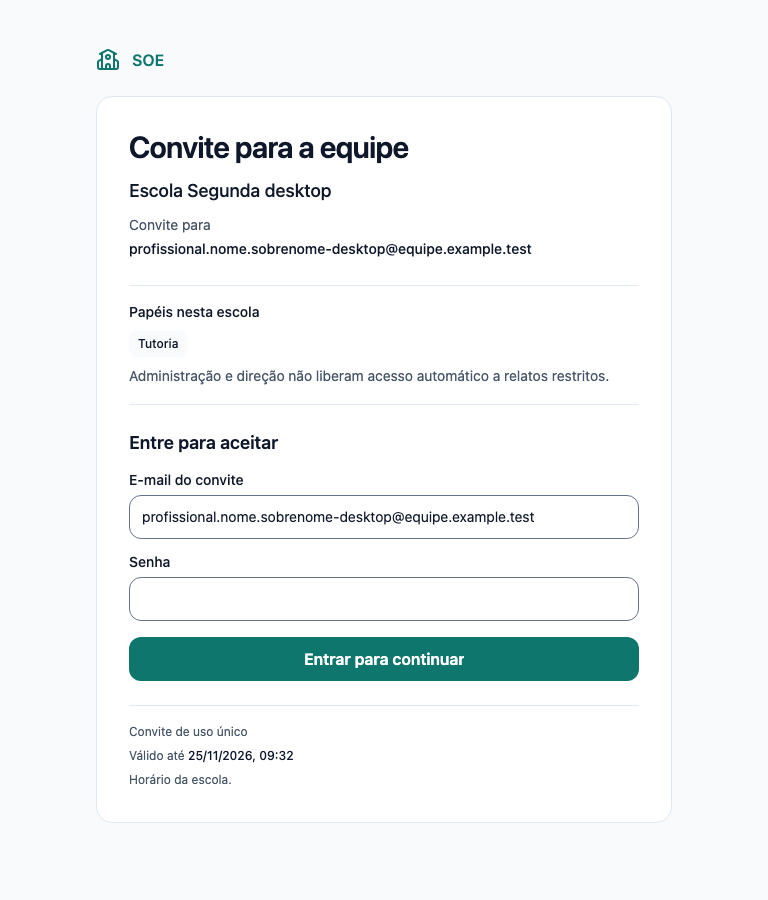 SOE
Convite para a equipe
Escola Segunda desktop
Convite para
profissional.nome.sobrenome-desktop@equipe.example.test
Papéis nesta escola
Tutoria
Administração e direção não liberam acesso automático a relatos restritos.
Entre para aceitar
E-mail do convite
profissional.nome.sobrenome-desktop@equipe.example.test
Senha
Entrar para continuar
Convite de uso único
Válido até 25/11/2026, 09:32
Horário da escola.